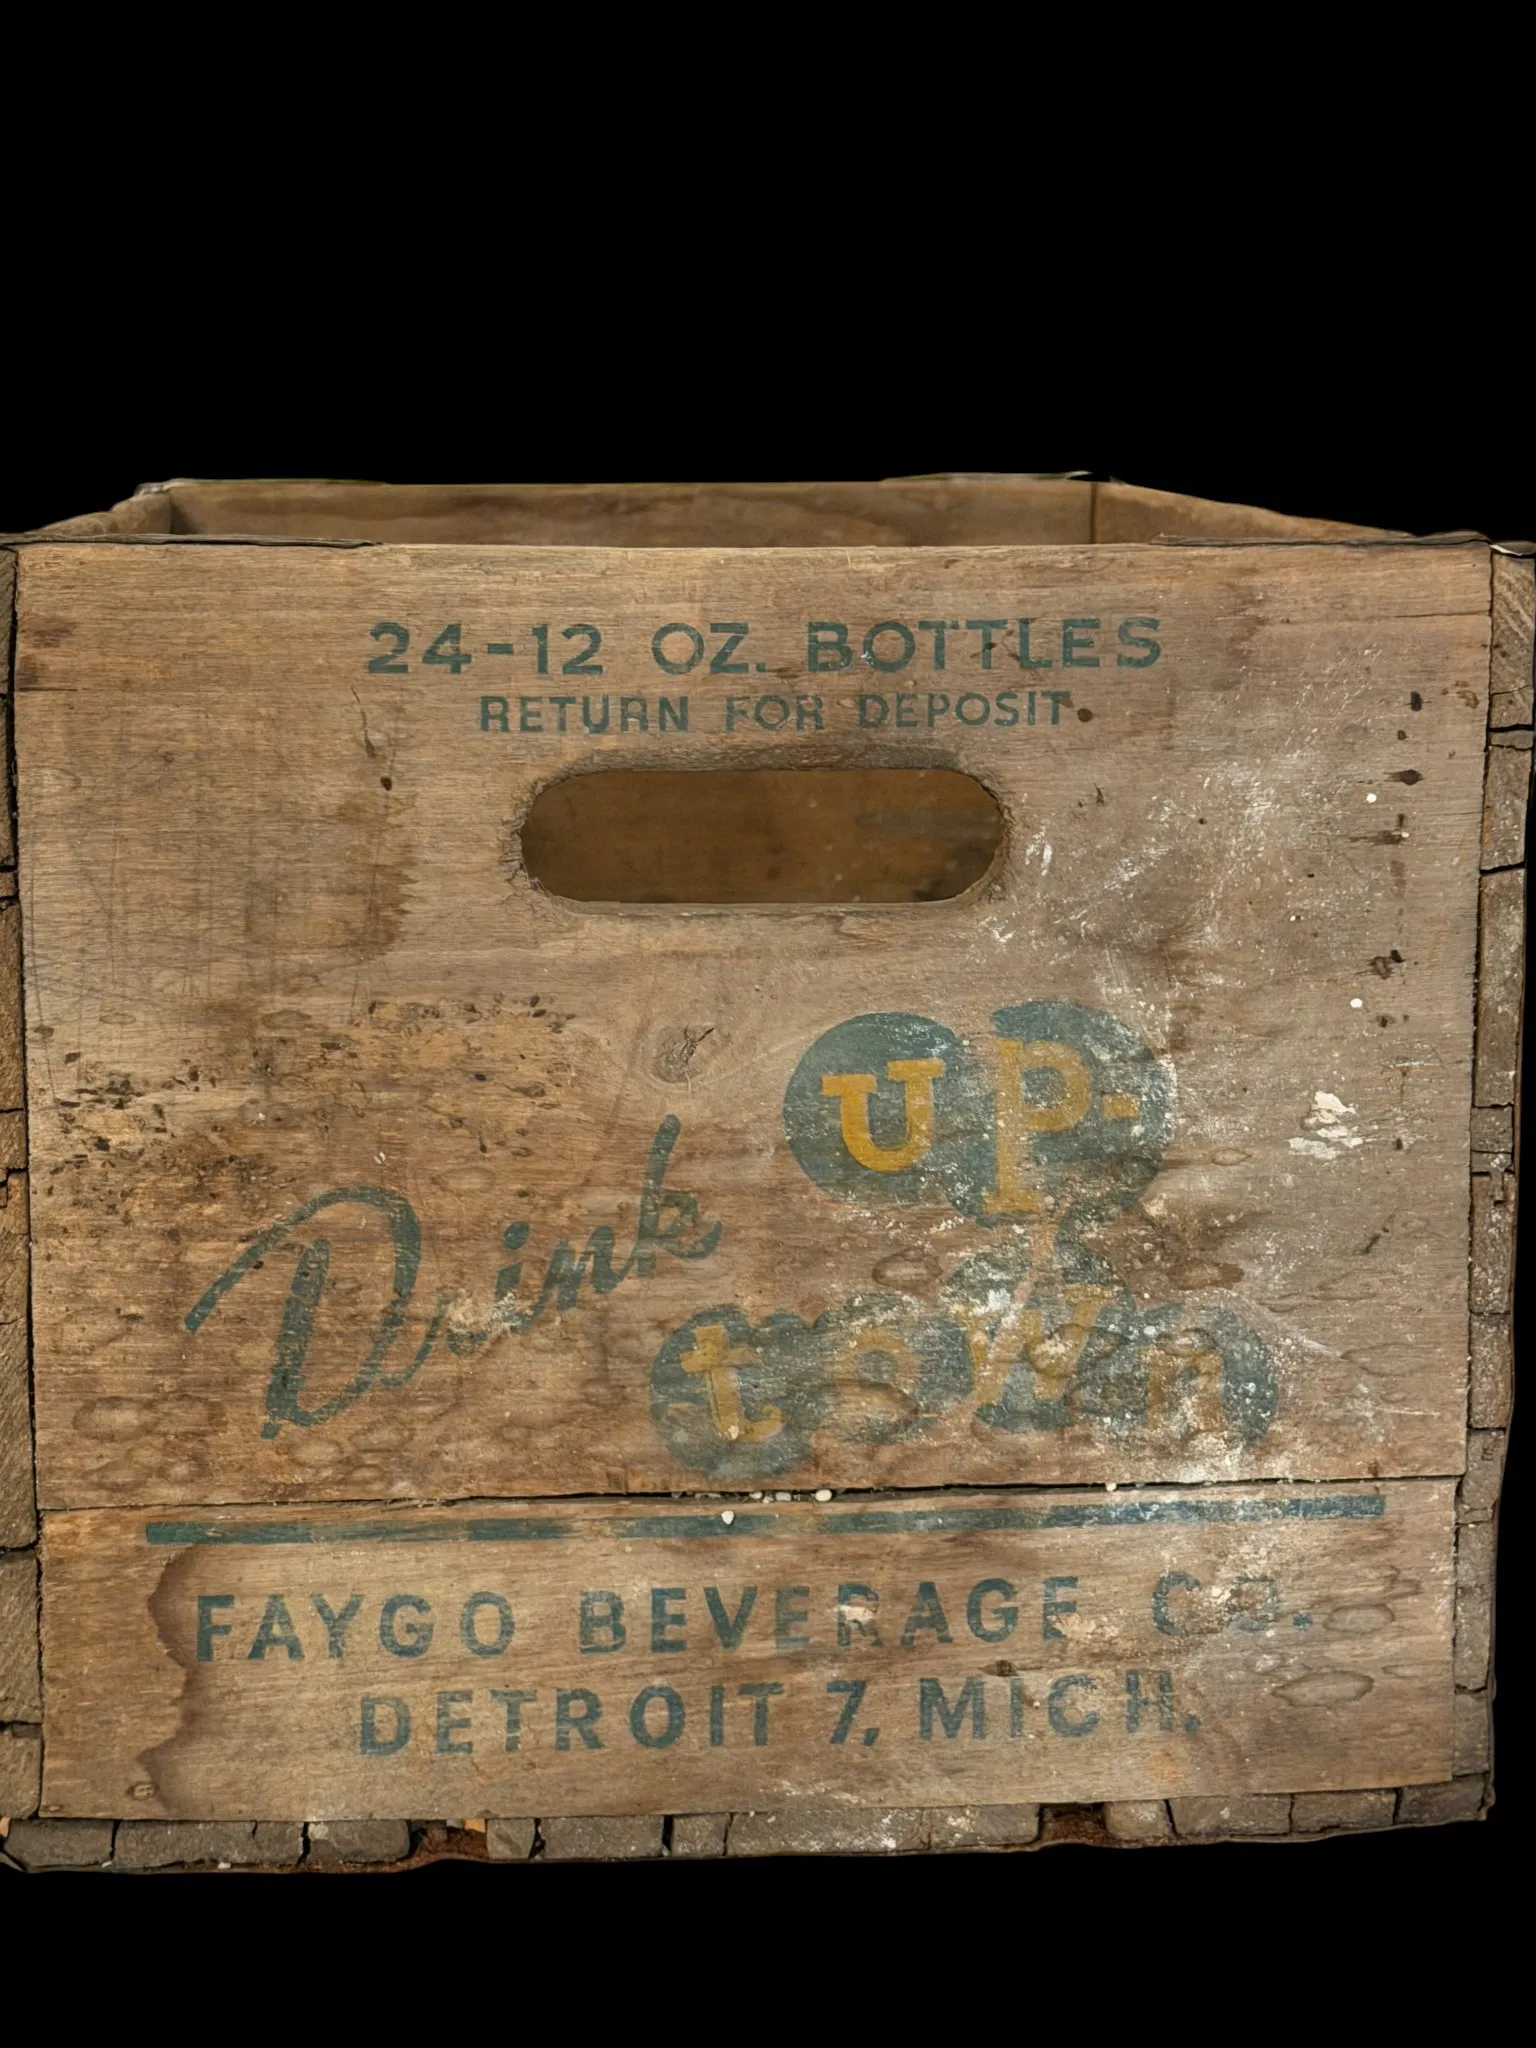 24-12 OZ. BOTTLES
RETURN FOR DEPOSIT.
Drink
UP-
town
FAYGO BEVERAGE CO.
DETROIT 7, MICH.